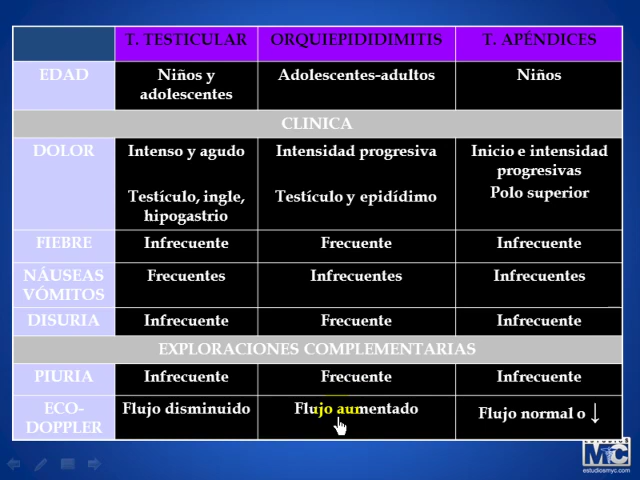 T. TESTICULAR ORQUIEPIDIDIMITIS T. APÉNDICES
EDAD Niños y adolescentes Adolescentes-adultos Niños
CLINICA
DOLOR Intenso y agudo Intensidad progresiva Inicio e intensidad progresivas
Testículo, ingle, hipogastrio Testículo y epidídimo Polo superior
FIEBRE Infrecuente Frecuente Infrecuente
NÁUSEAS VÓMITOS Frecuentes Infrecuentes Infrecuentes
DISURIA Infrecuente Frecuente Infrecuente
EXPLORACIONES COMPLEMENTARIAS
PIURIA Infrecuente Frecuente Infrecuente
ECO-DOPPLER Flujo disminuido Flujo aumentado Flujo normal o ↓
ESTUDIOS
MC
estudiosmyc.com